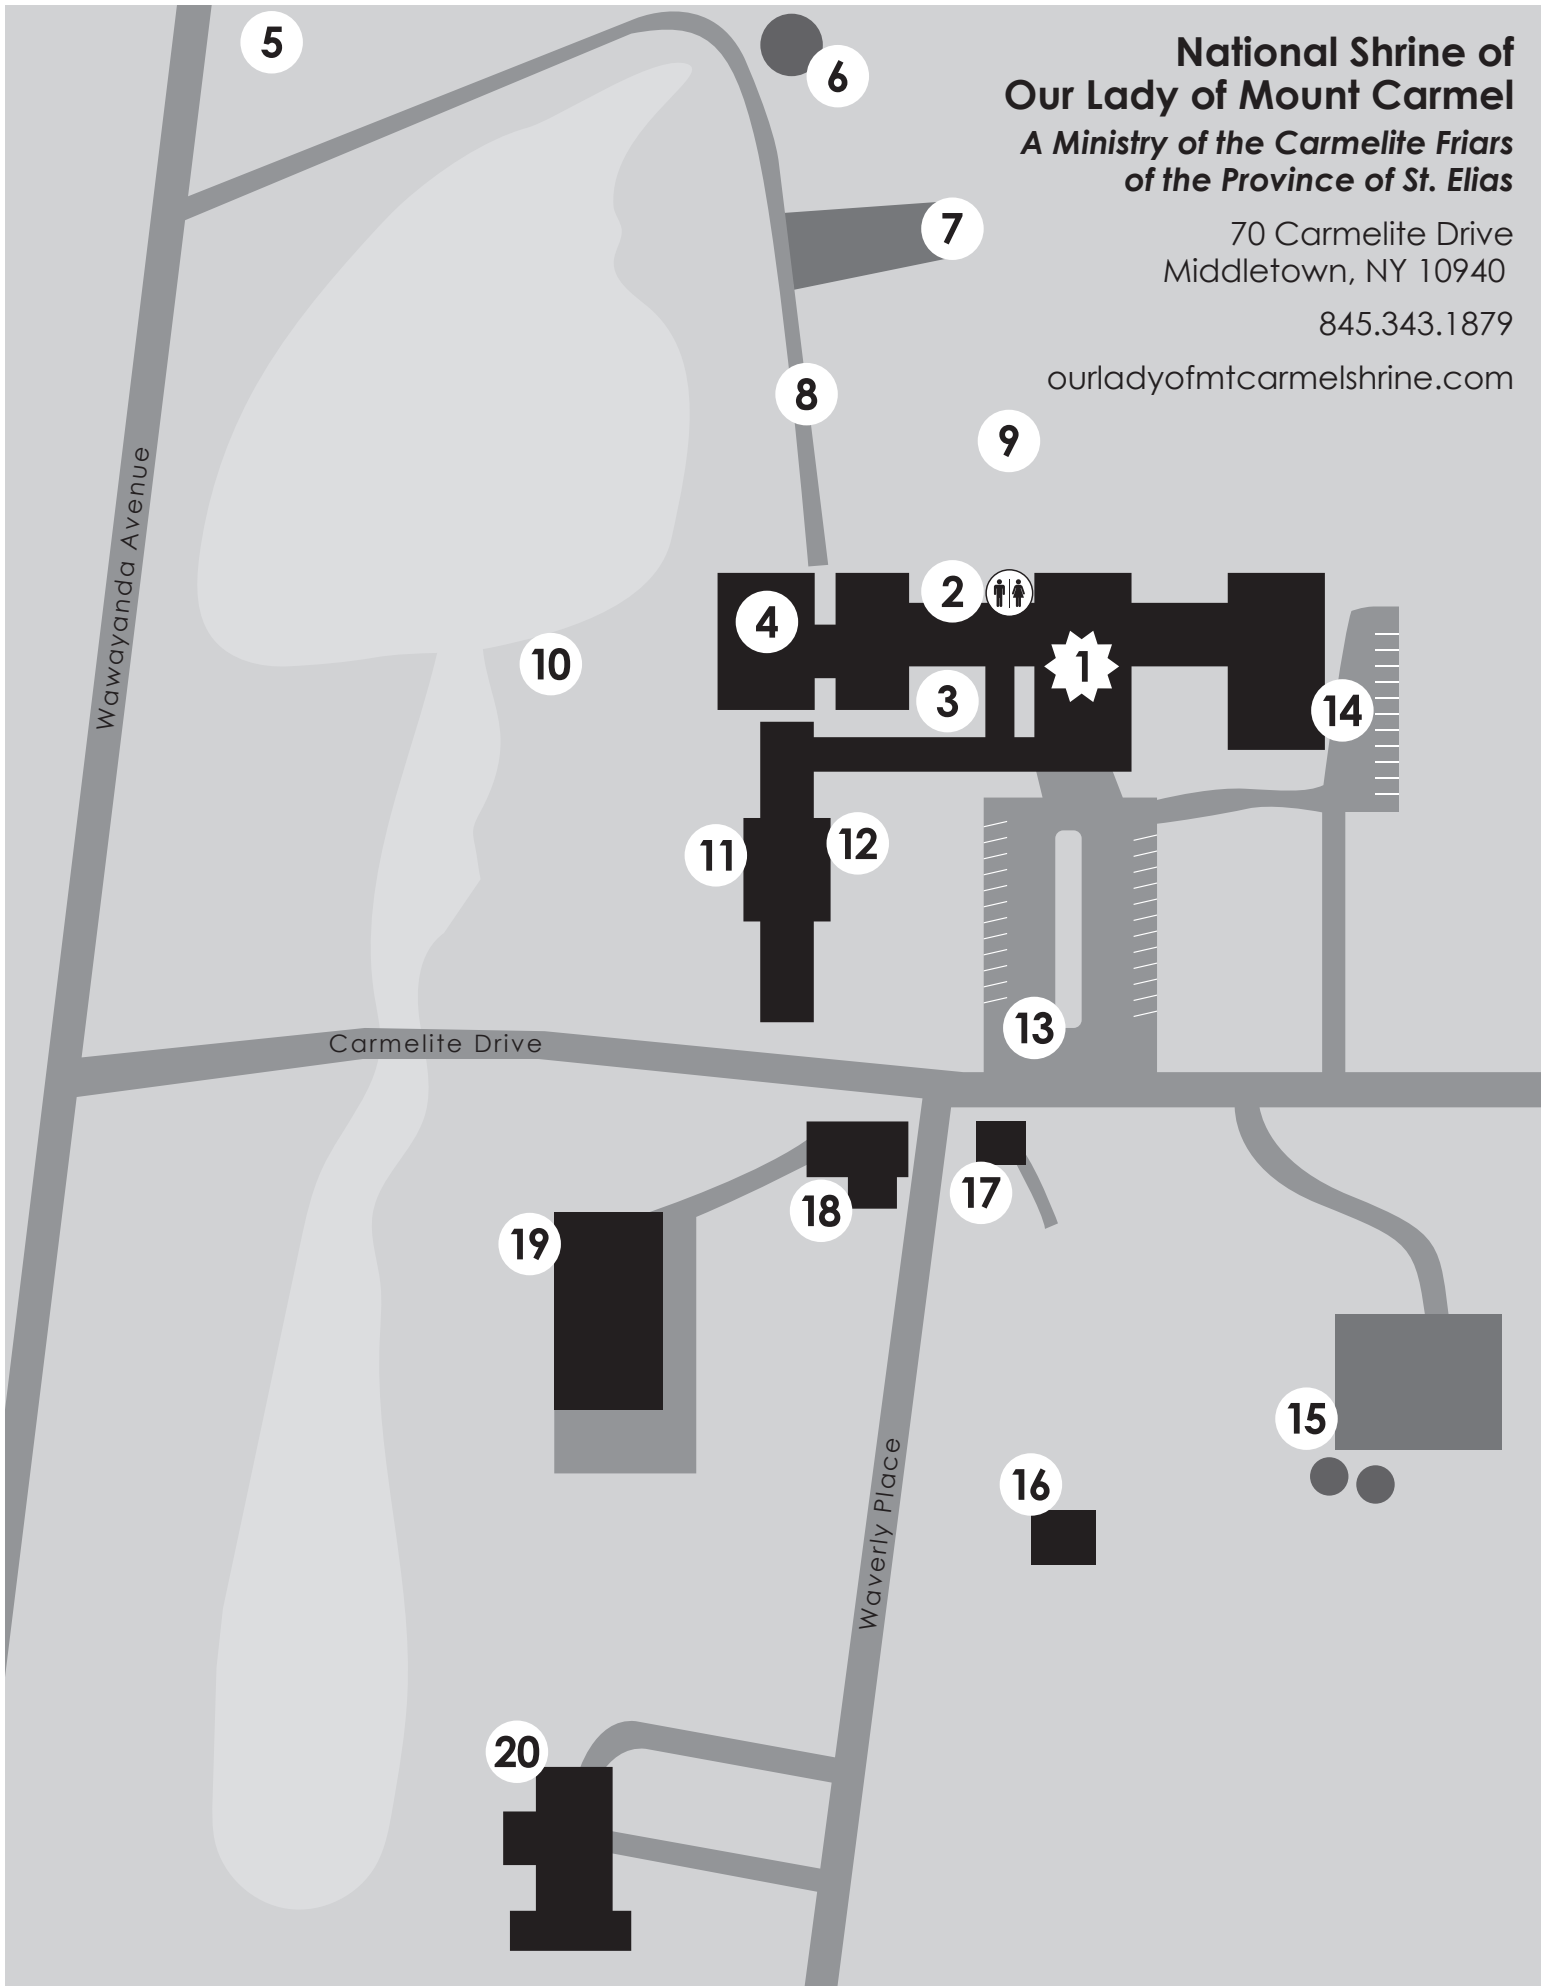 5
6
National Shrine of
Our Lady of Mount Carmel
A Ministry of the Carmelite Friars
of the Province of St. Elias
70 Carmelite Drive
Middletown, NY 10940
845.343.1879
ourladyofmtcarmelshrine.com
7
8
9
Wawayanda Avenue
2
4
1
10
3
14
11
12
13
Carmelite Drive
17
18
19
15
16
Waverly Place
20